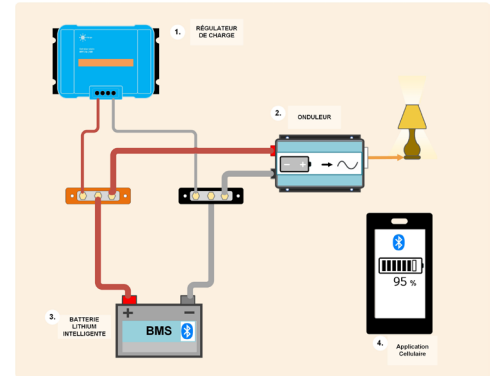 1.
RÉGULATEUR
DE CHARGE
2.
ONDULEUR
- +
+ -
BMS
3.
BATTERIE
LITHIUM
INTELLIGENTE
95 %
4.
Application
Cellulaire